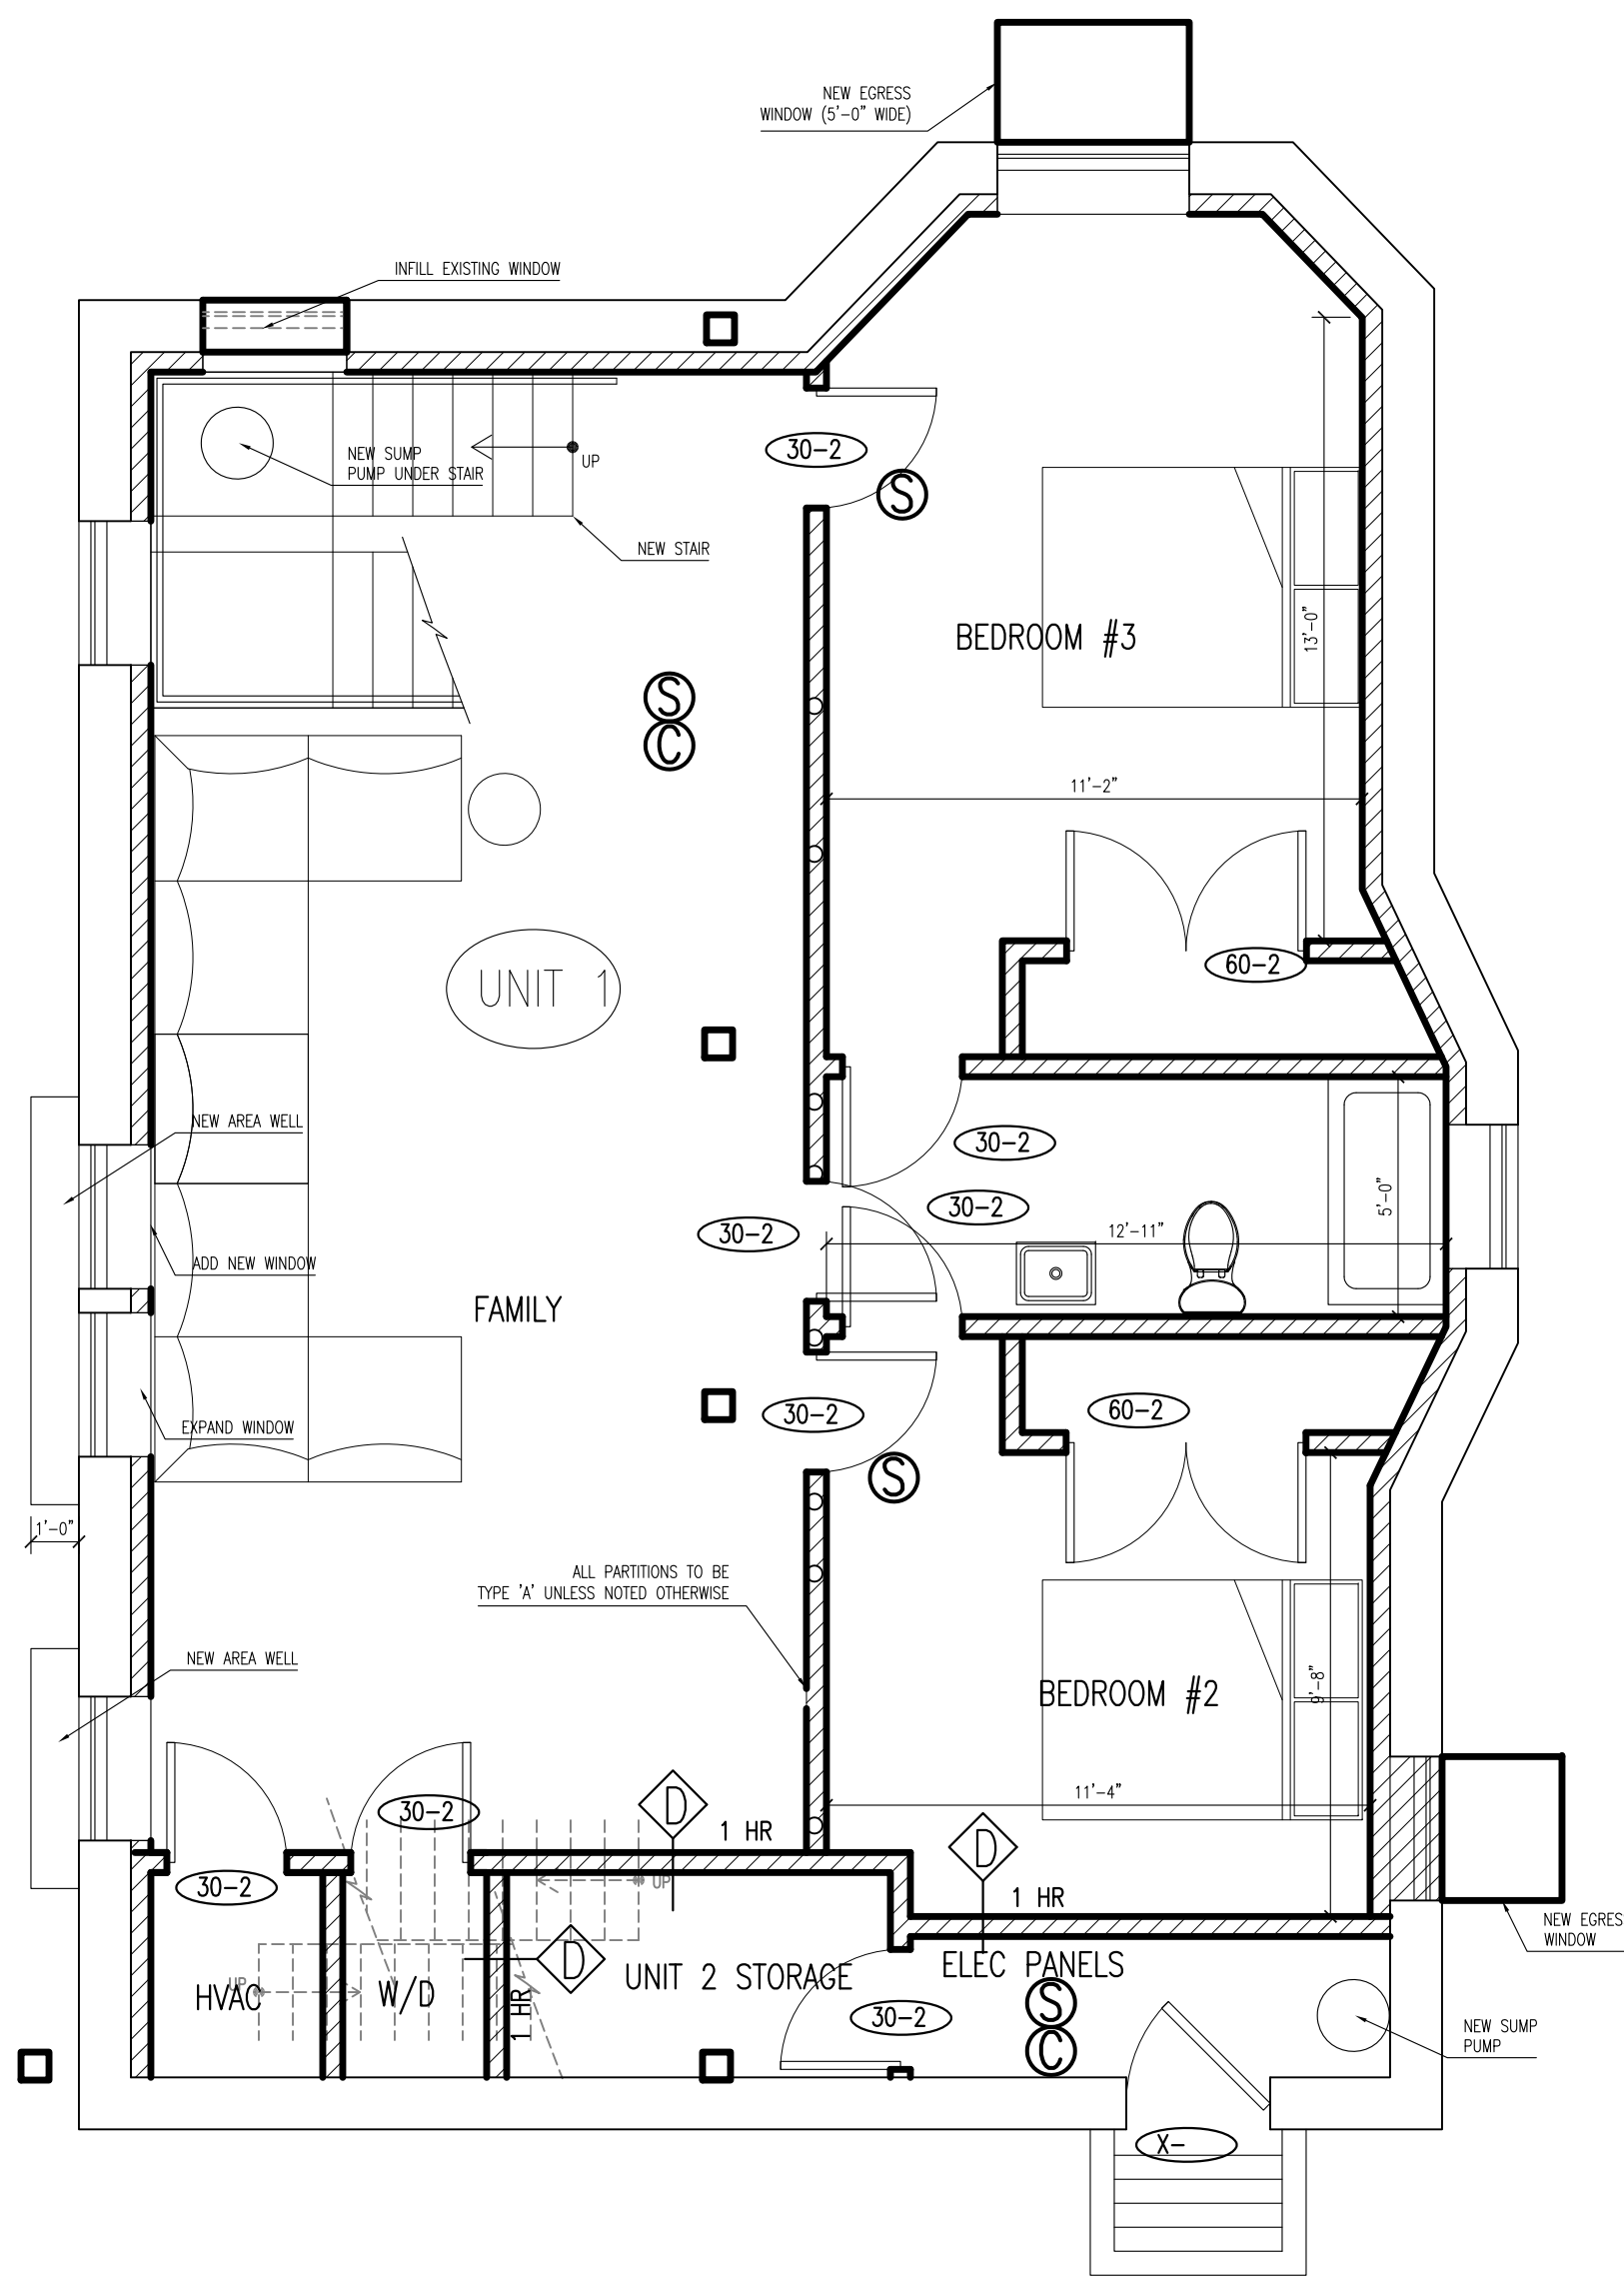 NEW EGRESS
WINDOW (5'-0" WIDE)
INFILL EXISTING WINDOW
30-2
S
NEW SUMP
PUMP UNDER STAIR
UP
NEW STAIR
BEDROOM #3
13'-0"
S
C
11'-2"
60-2
UNIT 1
NEW AREA WELL
30-2
30-2
30-2
12'-11"
5'-0"
ADD NEW WINDOW
FAMILY
EXPAND WINDOW
30-2
60-2
S
1'-0"
ALL PARTITIONS TO BE
TYPE 'A' UNLESS NOTED OTHERWISE
NEW AREA WELL
BEDROOM #2
9'-8"
11'-4"
30-2
D
1 HR
D
1 HR
30-2
UP
NEW EGRES
WINDOW
D
UP
HVAC
W/D
1 HR
UNIT 2 STORAGE
ELEC PANELS
30-2
S
C
NEW SUMP
PUMP
X-